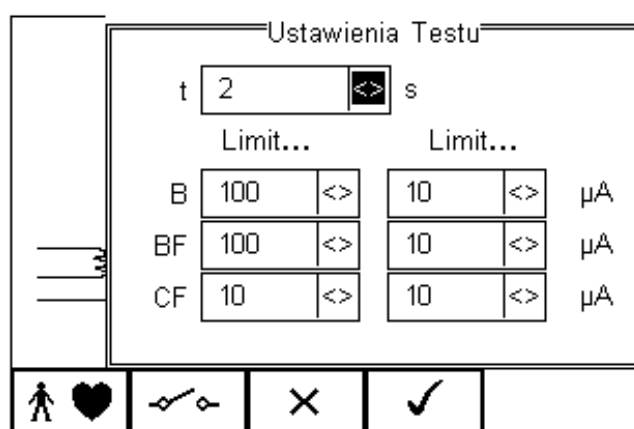 Ustawienia Testu
t 2 <> s
Limit... Limit...
B 100 <> 10 <> µA
BF 100 <> 10 <> µA
CF 10 <> 10 <> µA